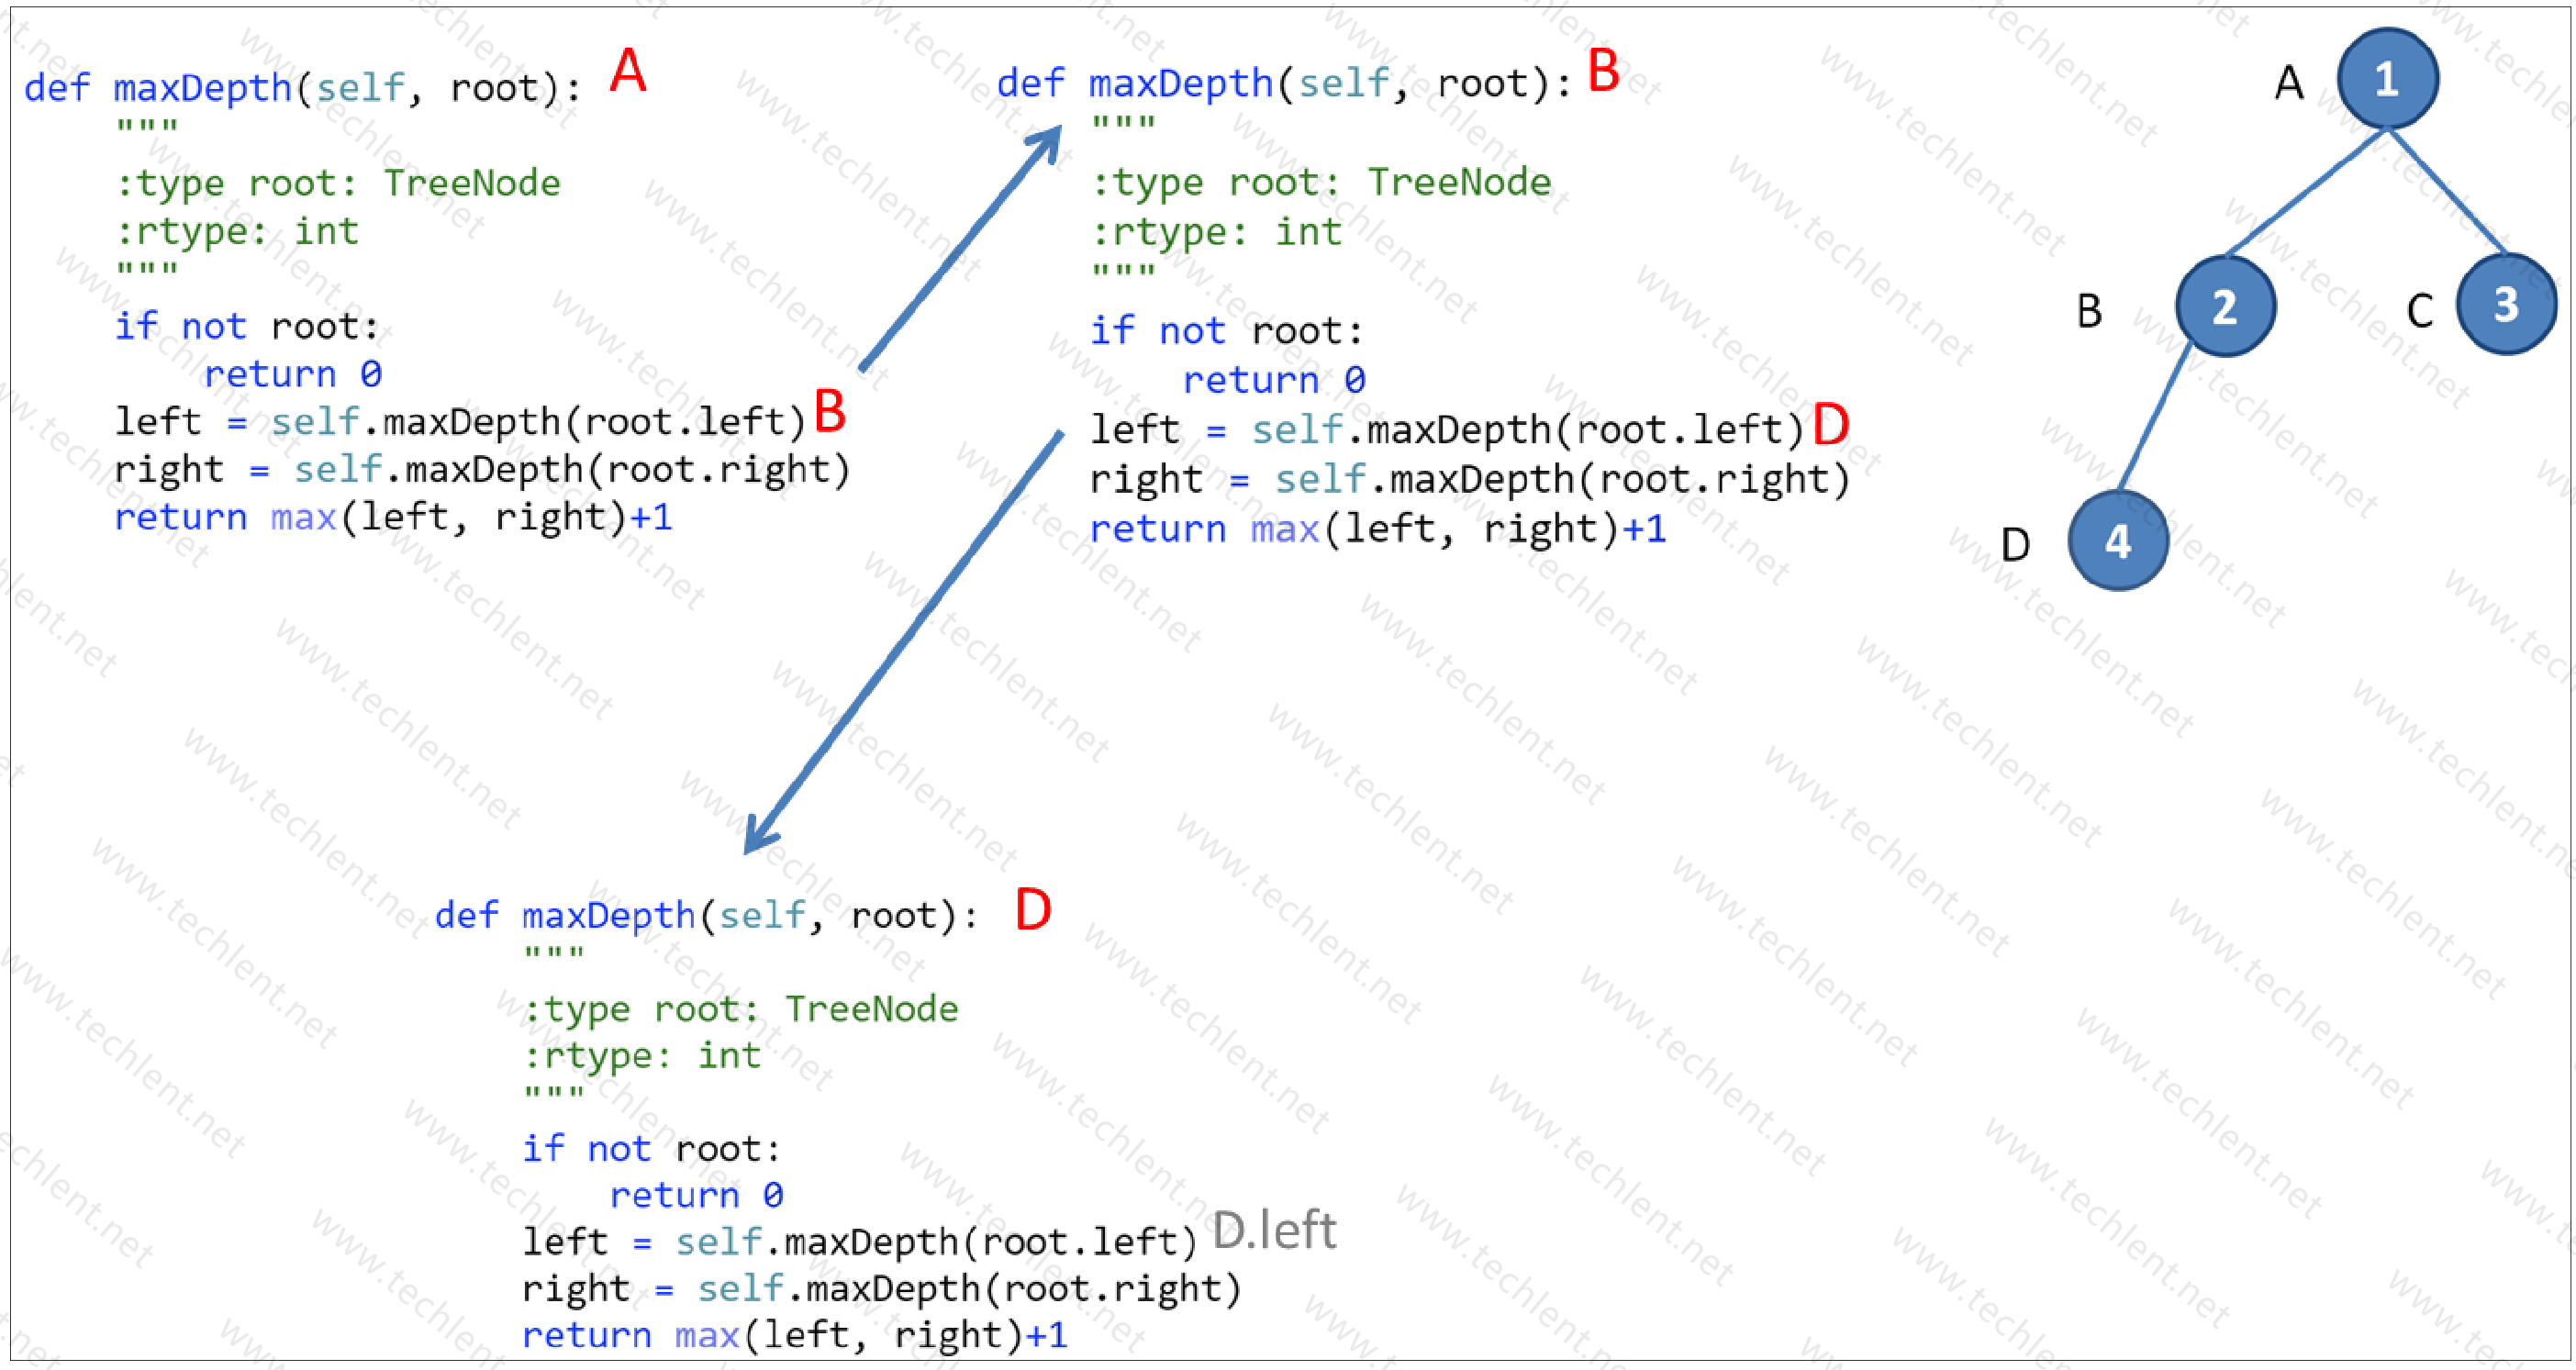 def maxDepth(self, root): A
"""
:type root: TreeNode
:rtype: int
"""
if not root:
return 0
left = self.maxDepth(root.left) B
right = self.maxDepth(root.right)
return max(left, right)+1
def maxDepth(self, root): B
"""
:type root: TreeNode
:rtype: int
"""
if not root:
return 0
left = self.maxDepth(root.left) D
right = self.maxDepth(root.right)
return max(left, right)+1
A 1
B 2
C 3
D 4
def maxDepth(self, root): D
"""
:type root: TreeNode
:rtype: int
"""
if not root:
return 0
left = self.maxDepth(root.left) D.left
right = self.maxDepth(root.right)
return max(left, right)+1
www.techlent.net